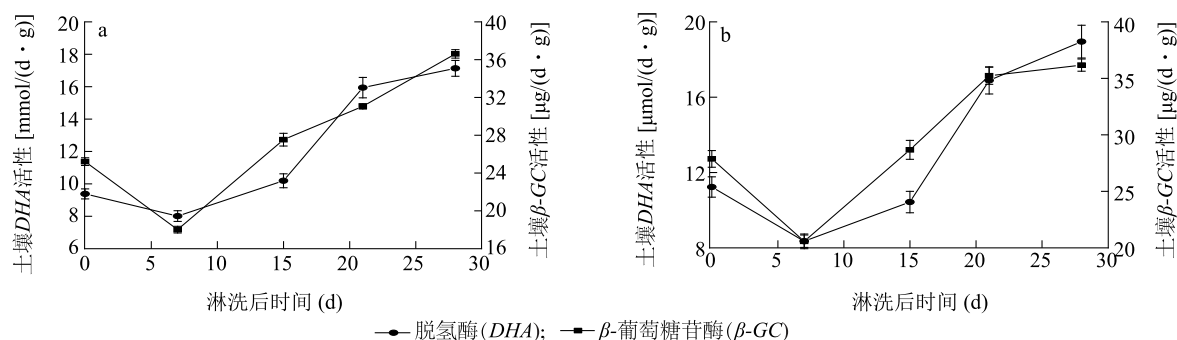 土壤DHA活性 [mmol/(d·g)]
20
18
16
14
12
10
8
6
a
40
36
31
26
24
20
18
16
土壤β-GC活性 [μg/(d·g)]
0 5 10 15 20 25 30
淋洗后时间 (d)
土壤DHA活性 [μmol/(d·g)]
20
16
12
8
b
40
35
30
25
20
土壤β-GC活性 [μg/(d·g)]
0 5 10 15 20 25 30
淋洗后时间 (d)
脱氢酶(DHA); β-葡萄糖苷酶(β-GC)